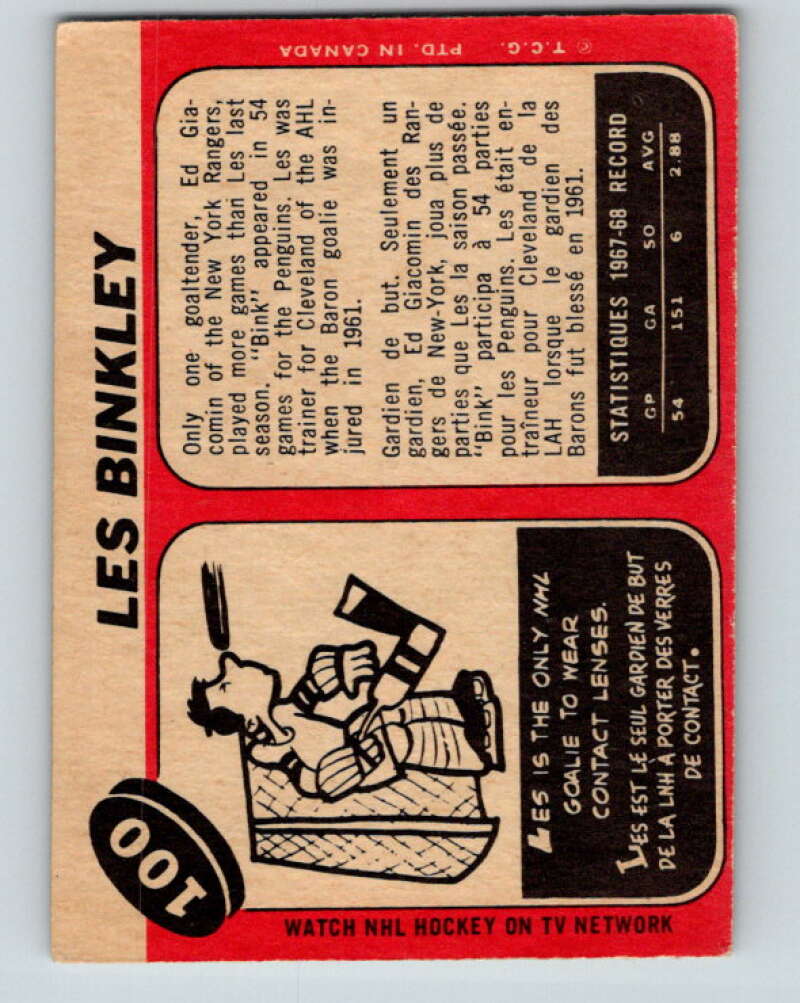 LES BINKLEY
100
Only one goaltender, Ed Gia-
comin of the New York Rangers,
played more games than Les last
season. "Bink" appeared in 54
games for the Penguins. Les was
trainer for Cleveland of the AHL
when the Baron goalie was in-
jured in 1961.
Gardien de but. Seulement un
gardien, Ed Giacomin des Ran-
gers de New-York, joua plus de
parties que Les la saison passée.
"Bink" participa à 54 parties
pour les Penguins. Les était en-
traîneur pour Cleveland de la
LAH lorsque le gardien des
Barons fut blessé en 1961.
STATISTIQUES 1967-68 RECORD
GP GA SO AVG
54 151 6 2.88
LES IS THE ONLY NHL
GOALIE TO WEAR
CONTACT LENSES.
LES EST LE SEUL GARDIEN DE BUT
DE LA LNH À PORTER DES VERRES
DE CONTACT.
WATCH NHL HOCKEY ON TV NETWORK
© T.C.G. PTD. IN CANADA